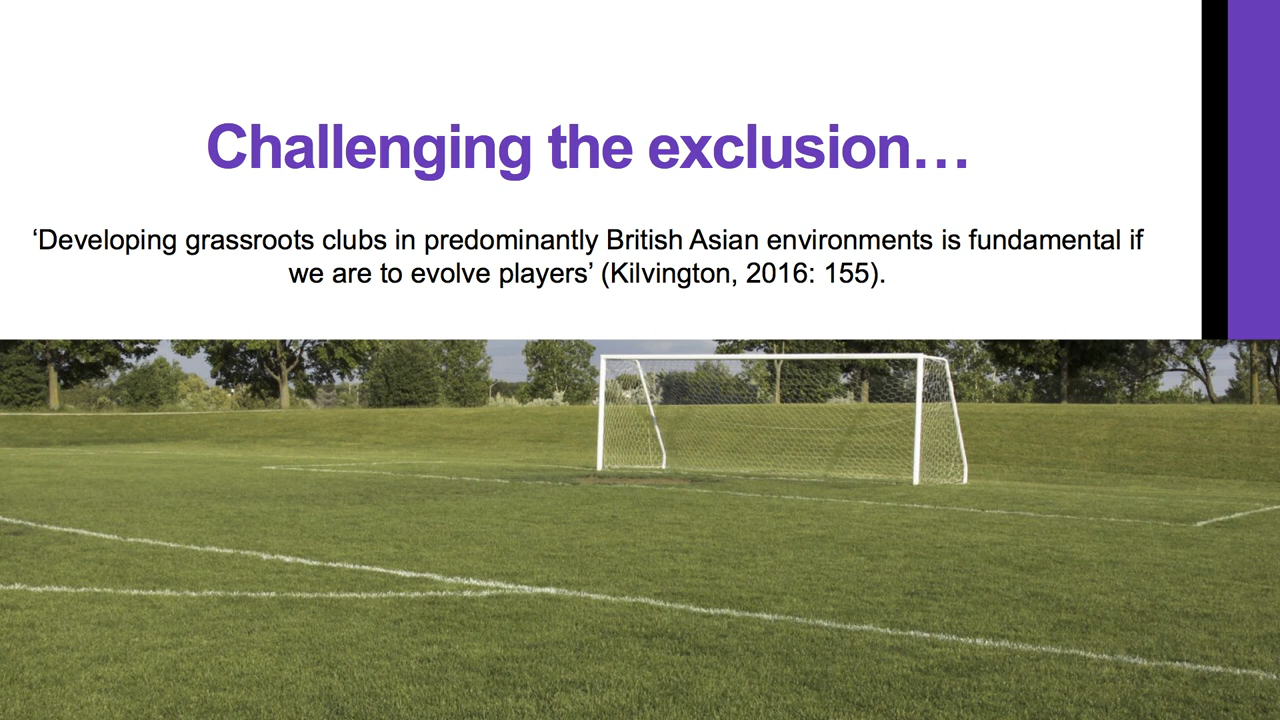 Challenging the exclusion…
‘Developing grassroots clubs in predominantly British Asian environments is fundamental if
we are to evolve players’ (Kilvington, 2016: 155).